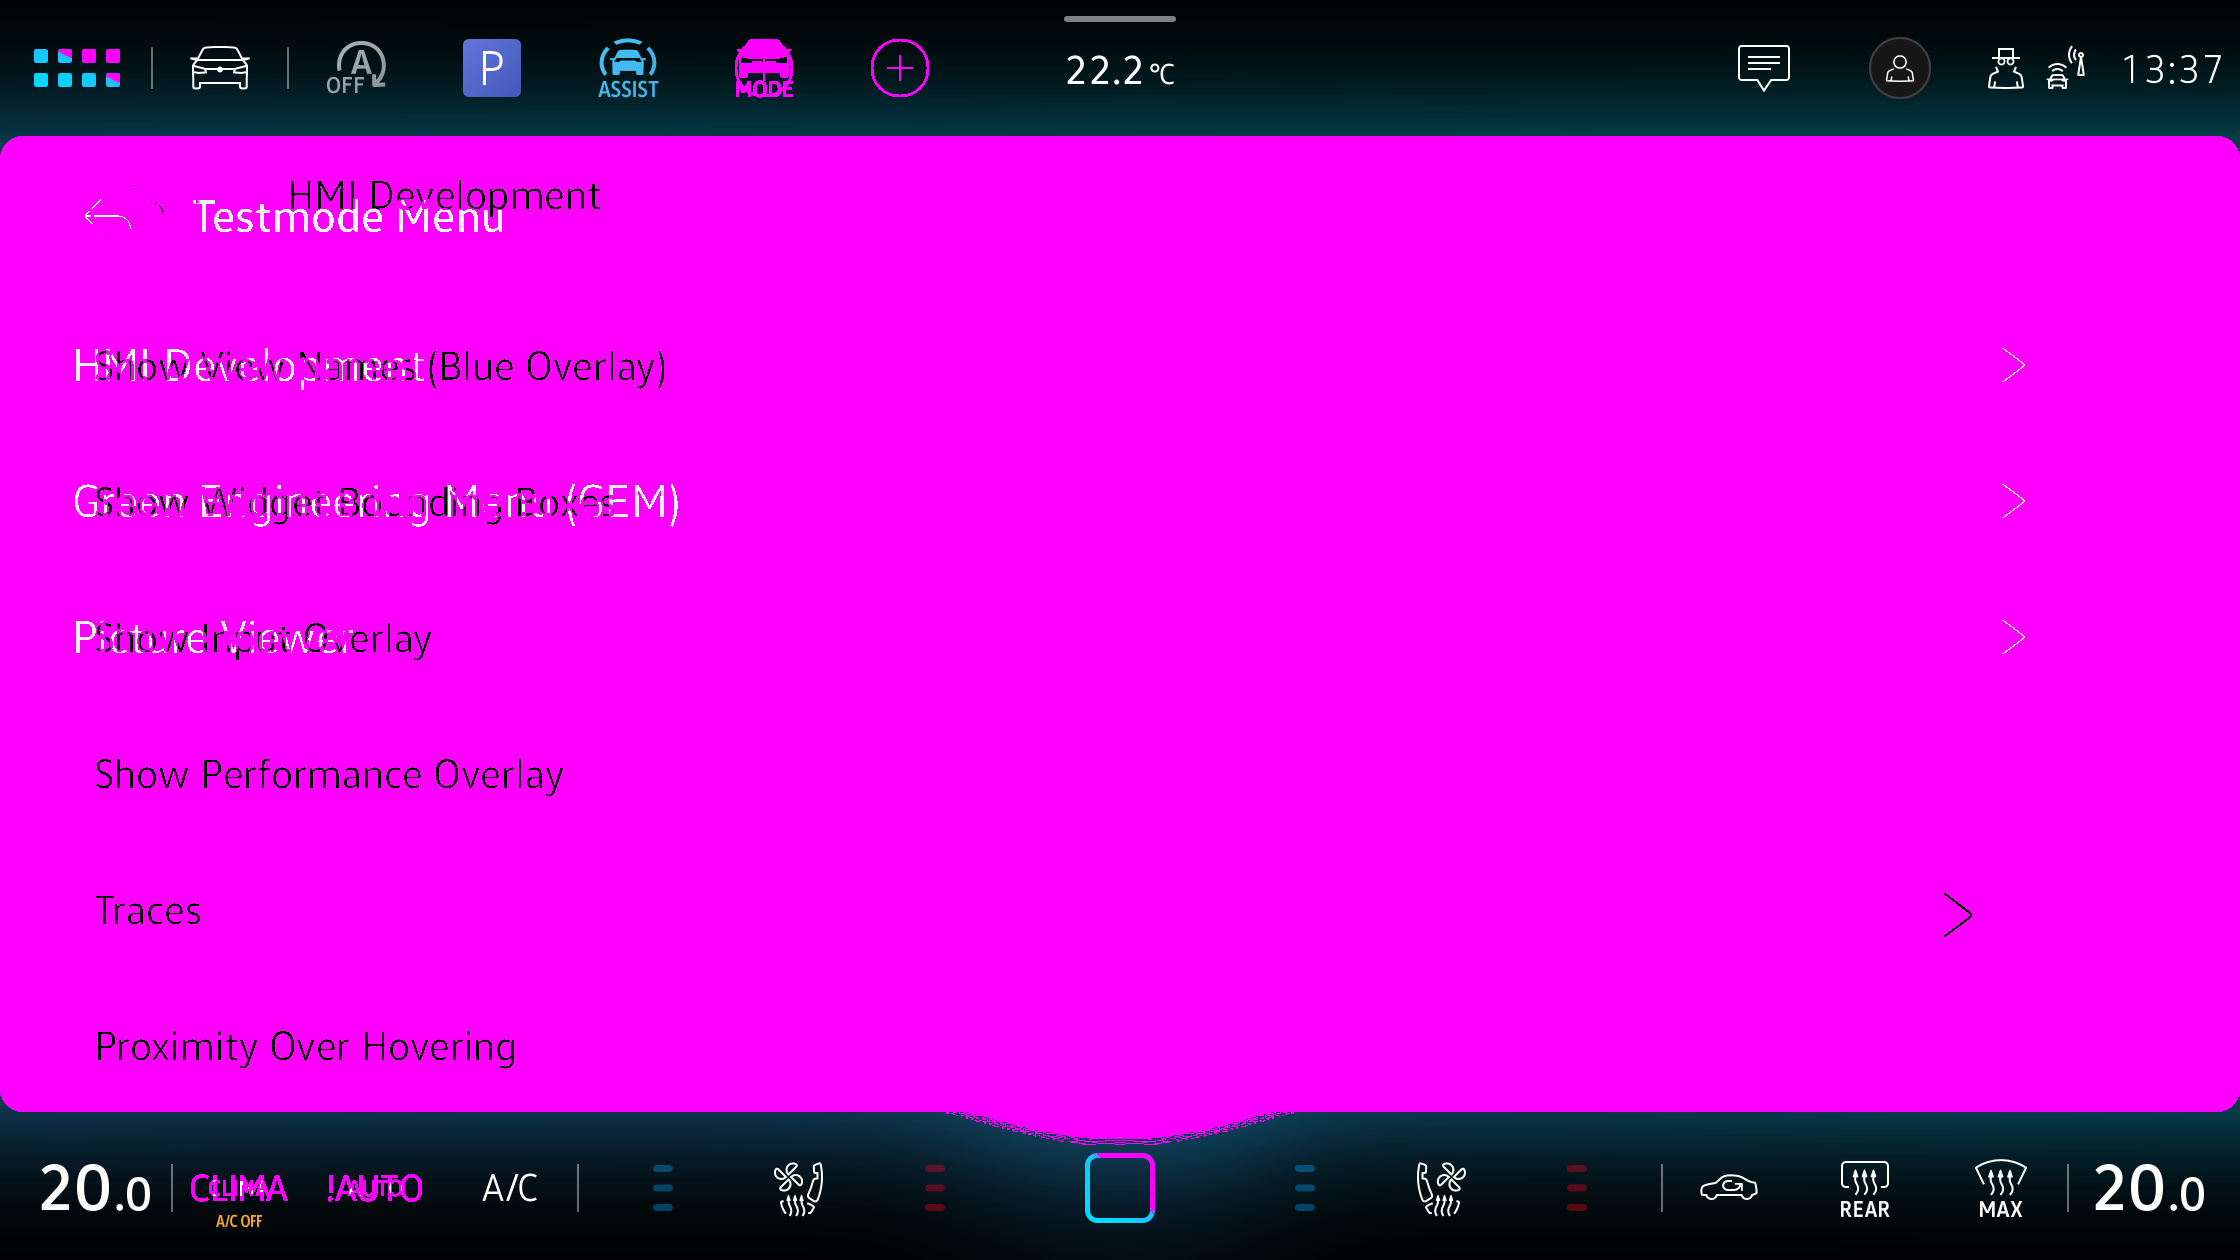 A
OFF
P
ASSIST
MODE
22.2 °C
13:37
HMI Development
Testmode Menu
HMI Development
Show View Names (Blue Overlay)
Green Engineering Menu (GEM)
Show Widget Bounding Boxes
Picture Viewer
Show Input Overlay
Show Performance Overlay
Traces
Proximity Over Hovering
20.0
CLIMA
A/C OFF
!AUTO
A/C
REAR
MAX
20.0